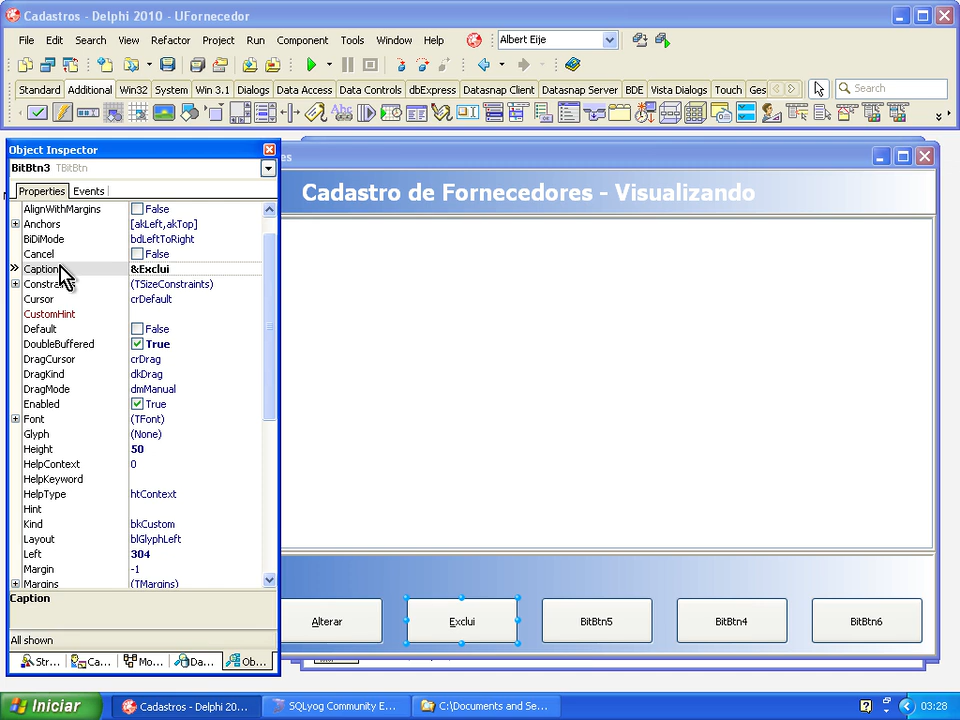 Cadastros - Delphi 2010 - UFornecedor
File Edit Search View Refactor Project Run Component Tools Window Help Albert Eije
Standard Additional Win32 System Win 3.1 Dialogs Data Access Data Controls dbExpress Datasnap Client Datasnap Server BDE Vista Dialogs Touch Ges Search
Object Inspector
BitBtn3 TBitBtn
Properties Events
AlignWithMargins False
Anchors [akLeft,akTop]
BiDiMode bdLeftToRight
Cancel False
Caption &Exclui
(TSizeConstraints)
Cursor crDefault
CustomHint
Default False
DoubleBuffered True
DragCursor crDrag
DragKind dkDrag
DragMode dmManual
Enabled True
Font (TFont)
Glyph (None)
Height 50
HelpContext 0
HelpKeyword
HelpType htContext
Hint
Kind bkCustom
Layout blGlyphLeft
Left 304
Margin -1
Margins (TMargins)
Caption
All shown
Str... Ca... Mo... Da... Ob...
Cadastro de Fornecedores - Visualizando
Alterar Exclui BitBtn5 BitBtn4 BitBtn6
Iniciar Cadastros - Delphi 20... SQLyog Community E... C:\Documents and Se... 03:28